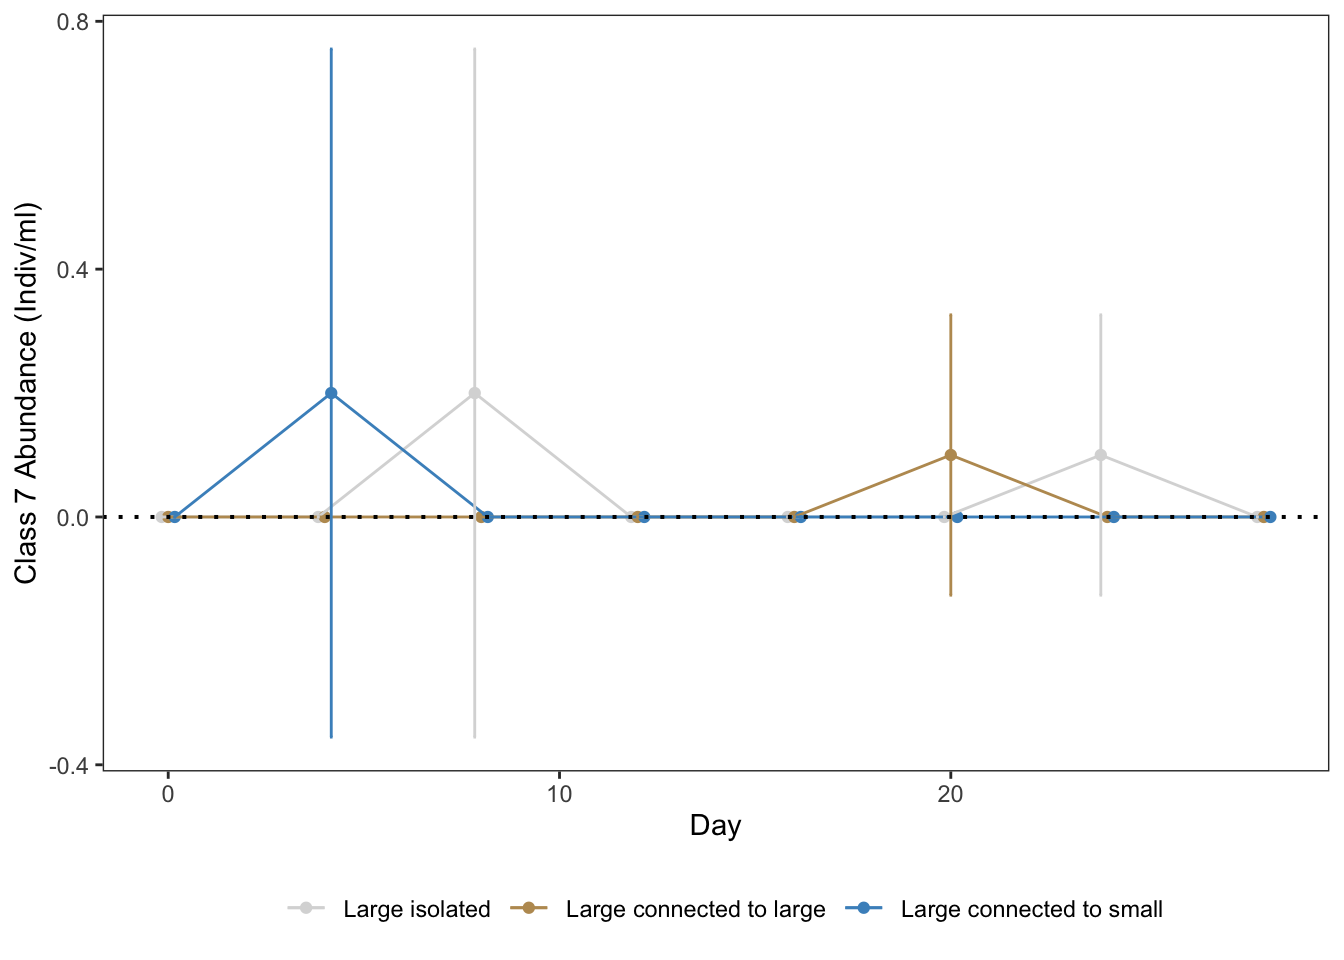 0.8
0.4
0.0
-0.4
Class 7 Abundance (Indiv/ml)
0 10 20
Day
Large isolated Large connected to large Large connected to small